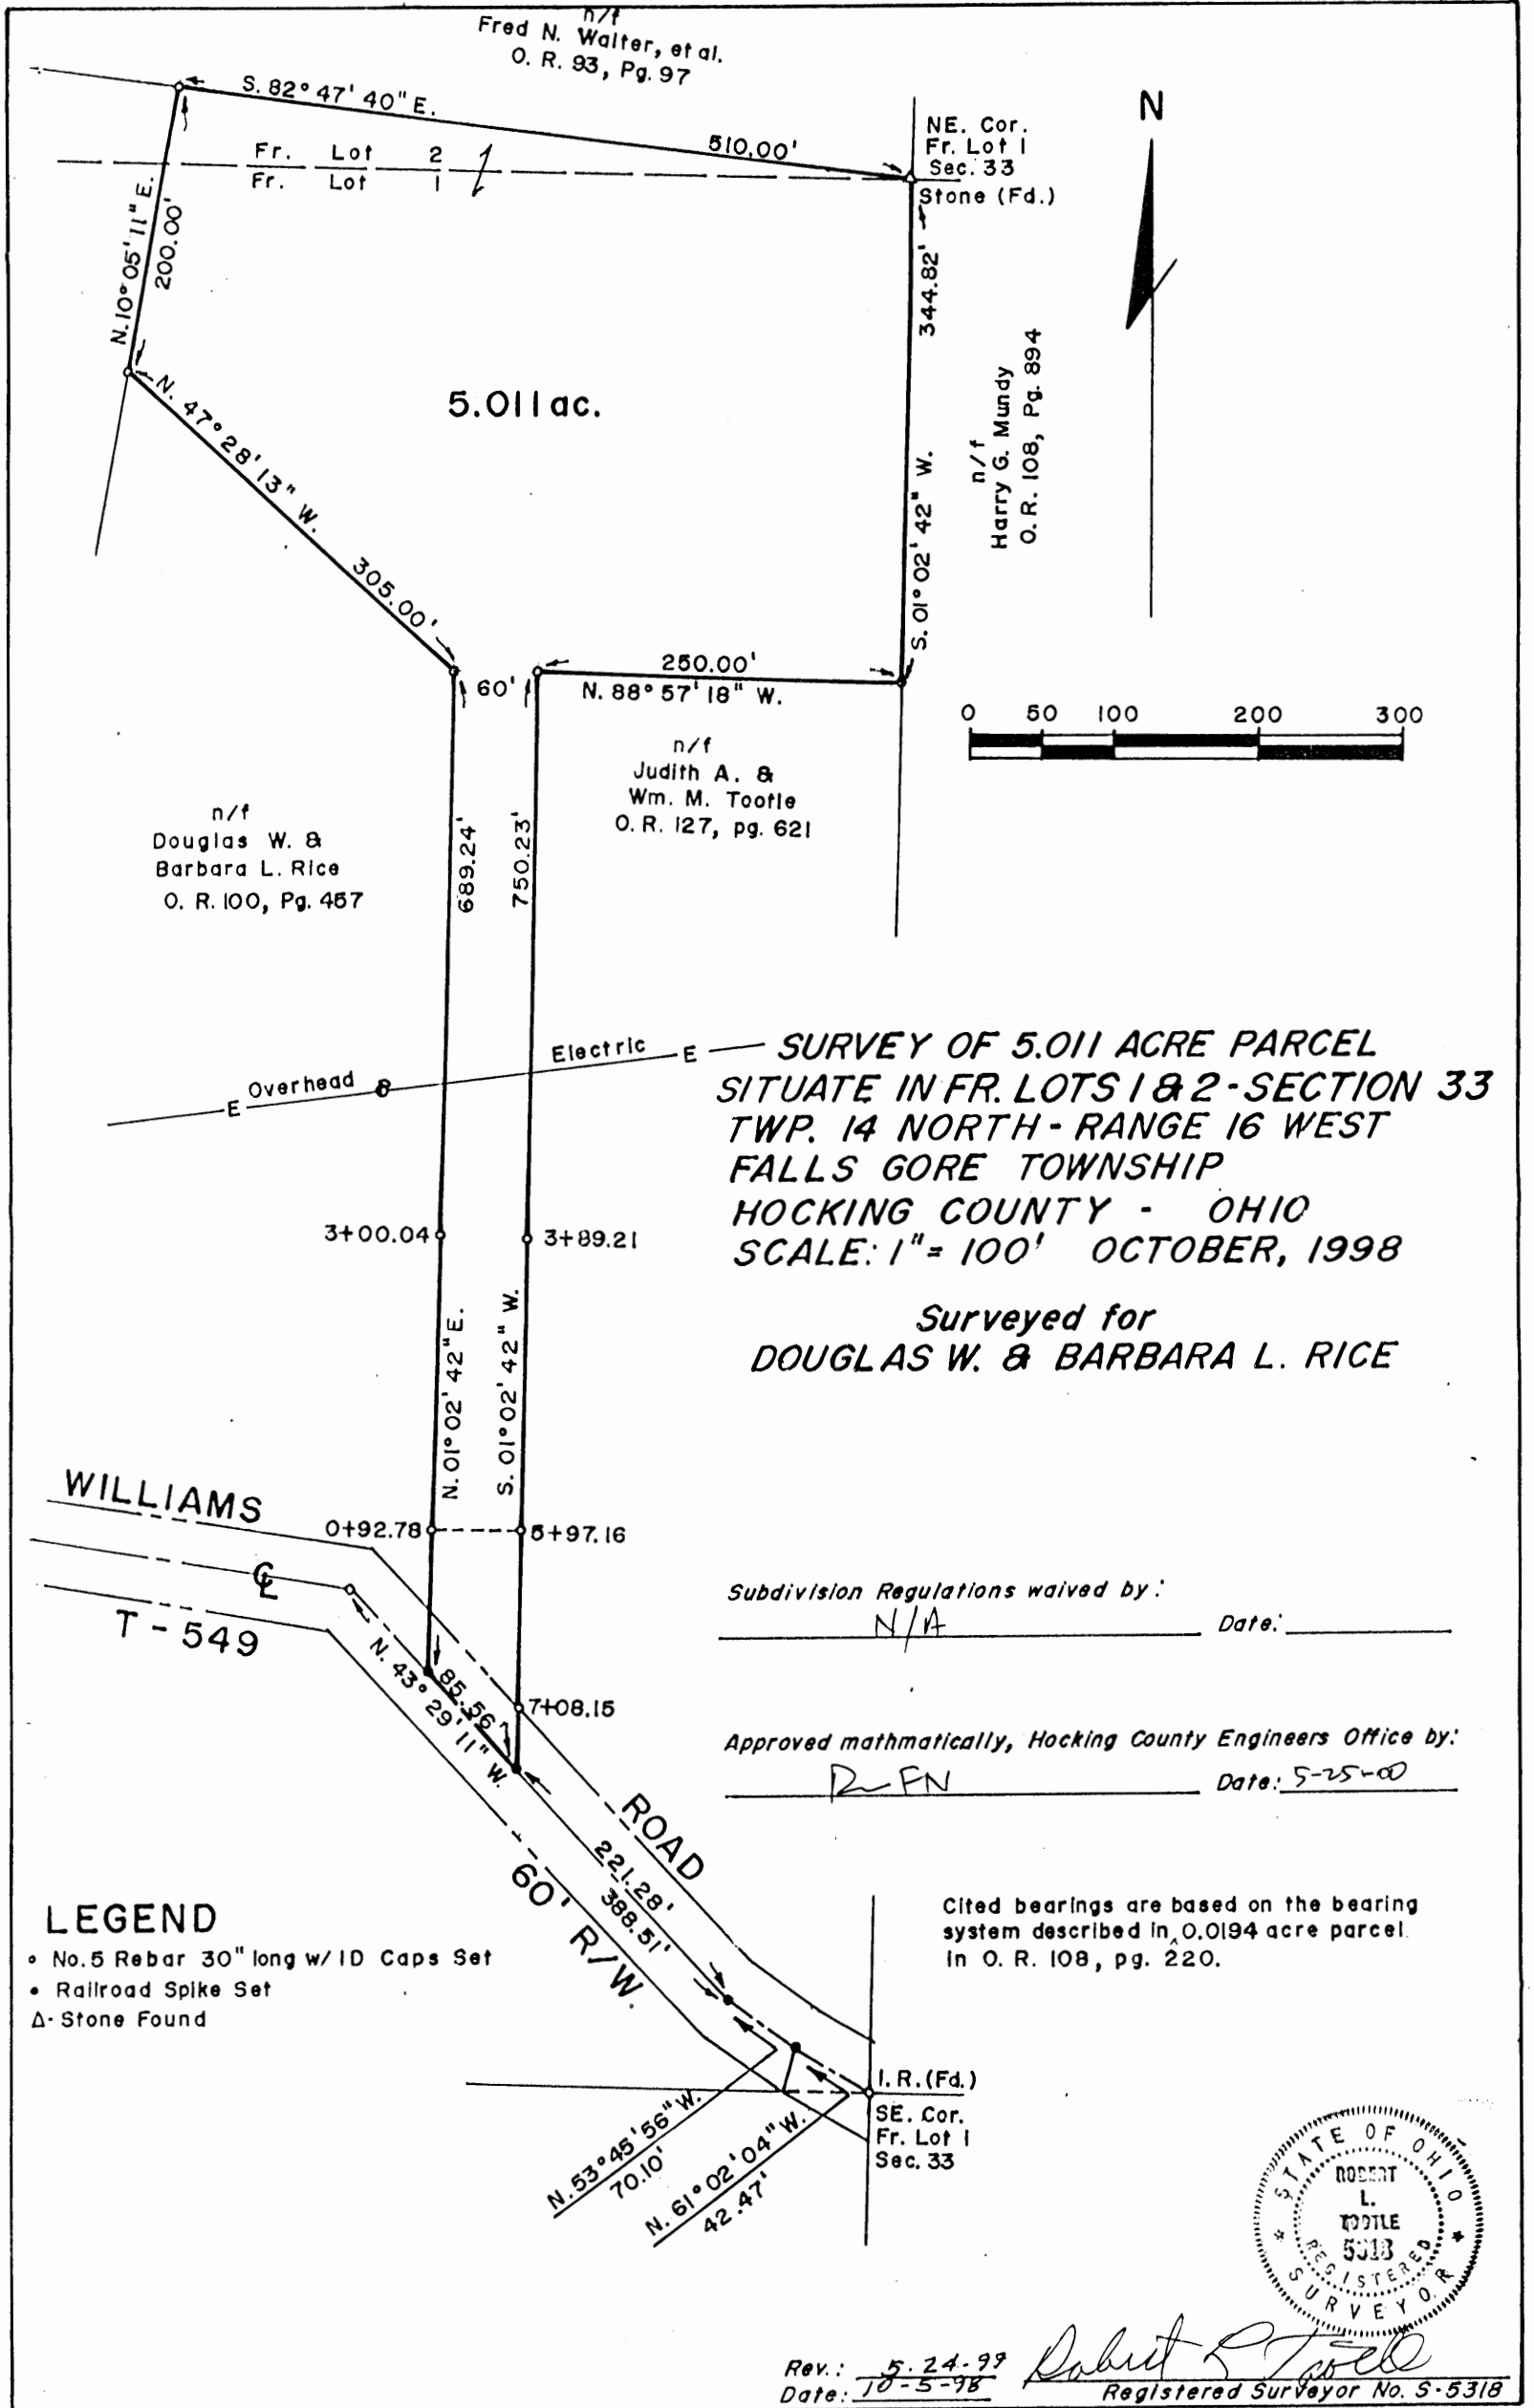 n/f
Fred N. Walter, et al.
O. R. 93, Pg. 97
S. 82° 47' 40" E.
510.00'
Fr. Lot 2
Fr. Lot 1
NE. Cor.
Fr. Lot 1
Sec. 33
Stone (Fd.)
N
N. 10° 05' 11" E.
200.00'
344.82'
S. 01° 02' 42" W.
n/f
Harry G. Mundy
O. R. 108, Pg. 894
5.011 ac.
N. 47° 28' 13" W.
305.00'
60'
250.00'
N. 88° 57' 18" W.
0 50 100 200 300
n/f
Judith A. &
Wm. M. Tootle
O. R. 127, pg. 621
n/f
Douglas W. &
Barbara L. Rice
O. R. 100, Pg. 457
689.24'
750.23'
E Overhead Electric E
SURVEY OF 5.011 ACRE PARCEL
SITUATE IN FR. LOTS 1 & 2 - SECTION 33
TWP. 14 NORTH - RANGE 16 WEST
FALLS GORE TOWNSHIP
HOCKING COUNTY - OHIO
SCALE: 1" = 100' OCTOBER, 1998
Surveyed for
DOUGLAS W. & BARBARA L. RICE
3+00.04
3+89.21
N. 01° 02' 42" E.
S. 01° 02' 42" W.
0+92.78
5+97.16
WILLIAMS
℄
T - 549
N. 43° 29' 11" W.
85.56'
7+08.15
ROAD
221.28'
388.51'
60' R/W.
Subdivision Regulations waived by:
N/A Date:
Approved mathmatically, Hocking County Engineers Office by:
Date: 5-25-00
LEGEND
∘ No. 5 Rebar 30" long w/ ID Caps Set
• Railroad Spike Set
Δ - Stone Found
Cited bearings are based on the bearing
system described in 0.0194 acre parcel
in O. R. 108, pg. 220.
I. R. (Fd.)
SE. Cor.
Fr. Lot 1
Sec. 33
N. 53° 45' 56" W.
70.10'
N. 61° 02' 04" W.
42.47'
STATE OF OHIO
ROBERT
L.
TOOTLE
5318
REGISTERED
SURVEYOR
Rev.: 5-24-99
Date: 10-5-98
Robert L Tootle
Registered Surveyor No. S-5318